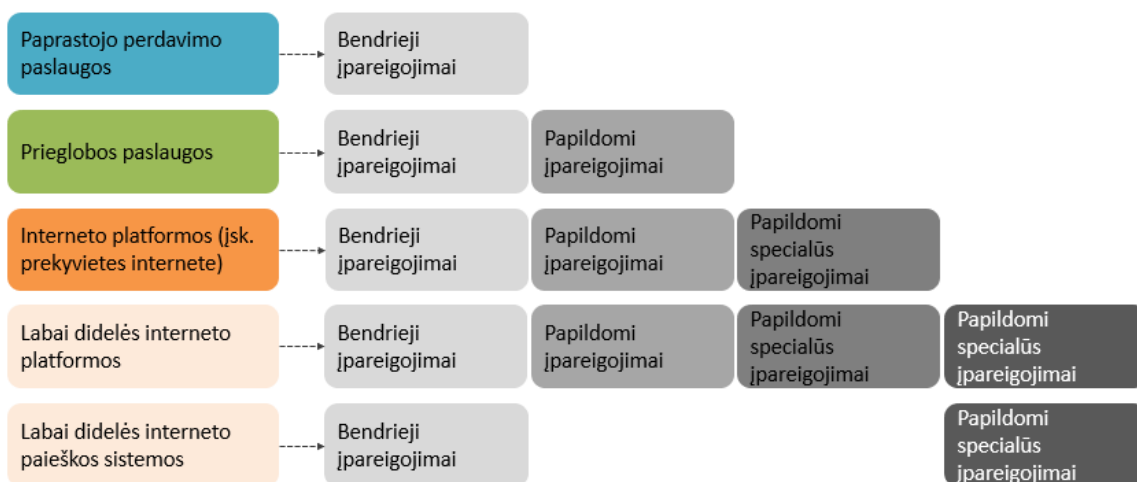 Paprastojo perdavimo
paslaugos
Bendrieji
įpareigojimai
Prieglobos paslaugos
Bendrieji
įpareigojimai
Papildomi
įpareigojimai
Interneto platformos (įsk.
prekyvietes internete)
Bendrieji
įpareigojimai
Papildomi
įpareigojimai
Papildomi
specialūs
įpareigojimai
Labai didelės interneto
platformos
Bendrieji
įpareigojimai
Papildomi
įpareigojimai
Papildomi
specialūs
įpareigojimai
Papildomi
specialūs
įpareigojimai
Labai didelės interneto
paieškos sistemos
Bendrieji
įpareigojimai
Papildomi
specialūs
įpareigojimai